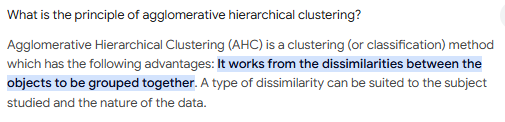 What is the principle of agglomerative hierarchical clustering?
Agglomerative Hierarchical Clustering (AHC) is a clustering (or classification) method
which has the following advantages: It works from the dissimilarities between the
objects to be grouped together. A type of dissimilarity can be suited to the subject
studied and the nature of the data.